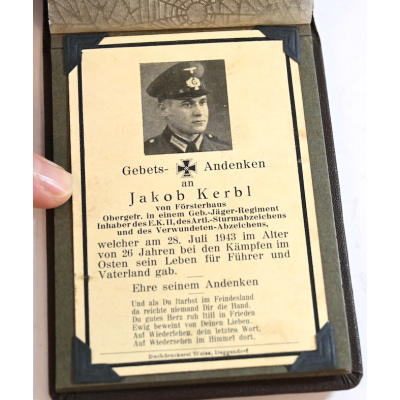 Gebets- Andenken
an
Jakob Kerbl
von Försterhaus
Obergefr. in einem Geb.-Jäger-Regiment
Inhaber des E.K. II, des Artl.-Sturmabzeichens
und des Verwundeten-Abzeichens,
welcher am 28. Juli 1943 im Alter
von 26 Jahren bei den Kämpfen im
Osten sein Leben für Führer und
Vaterland gab.
Ehre seinem Andenken
Und als Du starbst im Feindesland
da reichte niemand Dir die Hand.
Du gutes Herz ruh still in Frieden
Ewig beweint von Deinen Lieben.
Auf Wiedersehen, dein letztes Wort,
Auf Wiedersehen im Himmel dort.
Buchdruckerei Weiss, Deggendorf